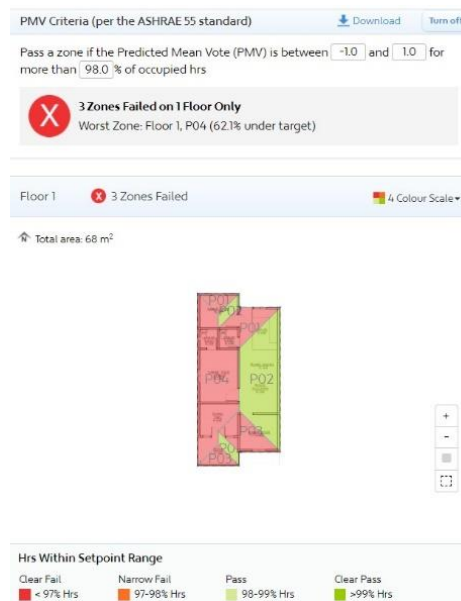 PMV Criteria (per the ASHRAE 55 standard) Download Turn off
Pass a zone if the Predicted Mean Vote (PMV) is between -1.0 and 1.0 for
more than 98.0 % of occupied hrs
3 Zones Failed on 1 Floor Only
Worst Zone: Floor 1, P04 (62.1% under target)
Floor 1 3 Zones Failed 4 Colour Scale
N Total area: 68 m²
P01
P02
P01
P04 P02
P03
P03
+
-
Hrs Within Setpoint Range
Clear Fail Narrow Fail Pass Clear Pass
< 97% Hrs 97-98% Hrs 98-99% Hrs >99% Hrs